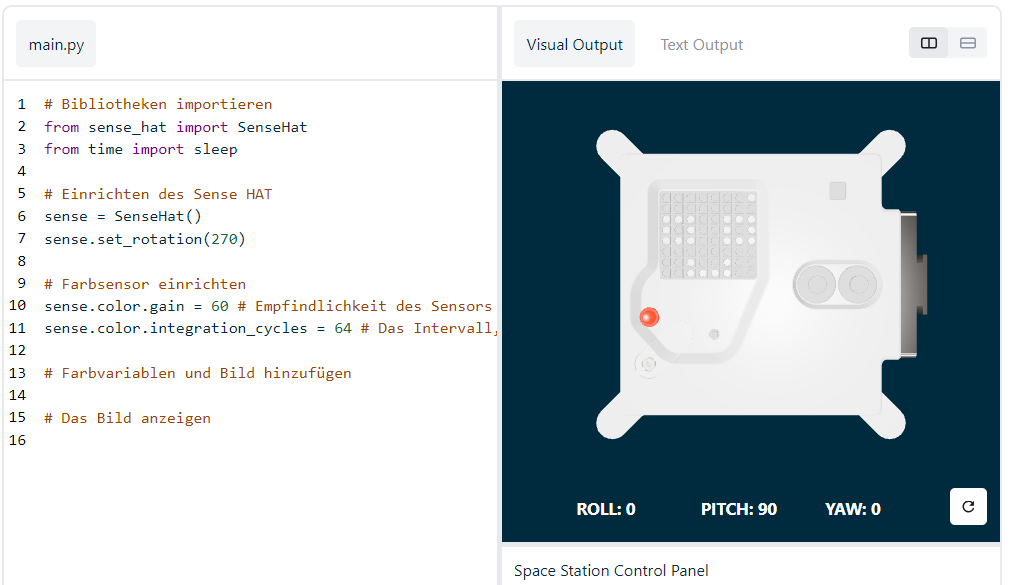 main.py
1 # Bibliotheken importieren
2 from sense_hat import SenseHat
3 from time import sleep
4
5 # Einrichten des Sense HAT
6 sense = SenseHat()
7 sense.set_rotation(270)
8
9 # Farbsensor einrichten
10 sense.color.gain = 60 # Empfindlichkeit des Sensors
11 sense.color.integration_cycles = 64 # Das Intervall,
12
13 # Farbvariablen und Bild hinzufügen
14
15 # Das Bild anzeigen
16
Visual Output Text Output
ROLL: 0 PITCH: 90 YAW: 0
Space Station Control Panel